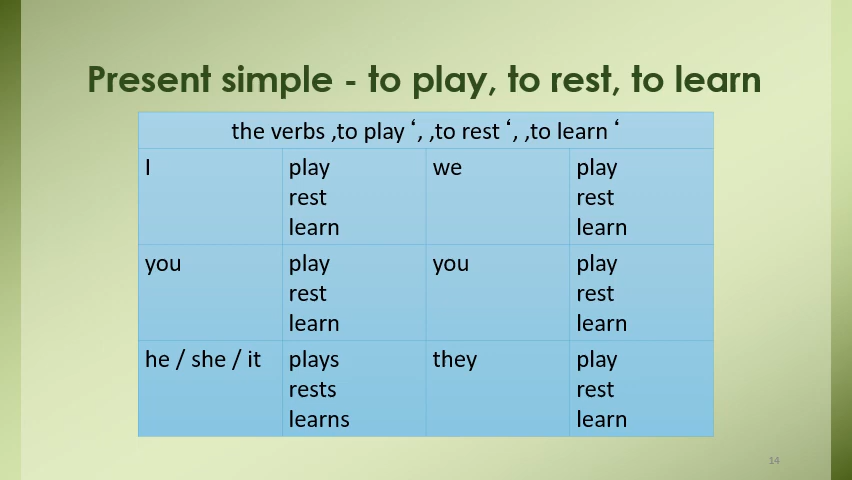 Present simple - to play, to rest, to learn
the verbs ,to play ‘, ,to rest ‘, ,to learn ‘
I play we play
rest rest
learn learn
you play you play
rest rest
learn learn
he / she / it plays they play
rests rest
learns learn
14